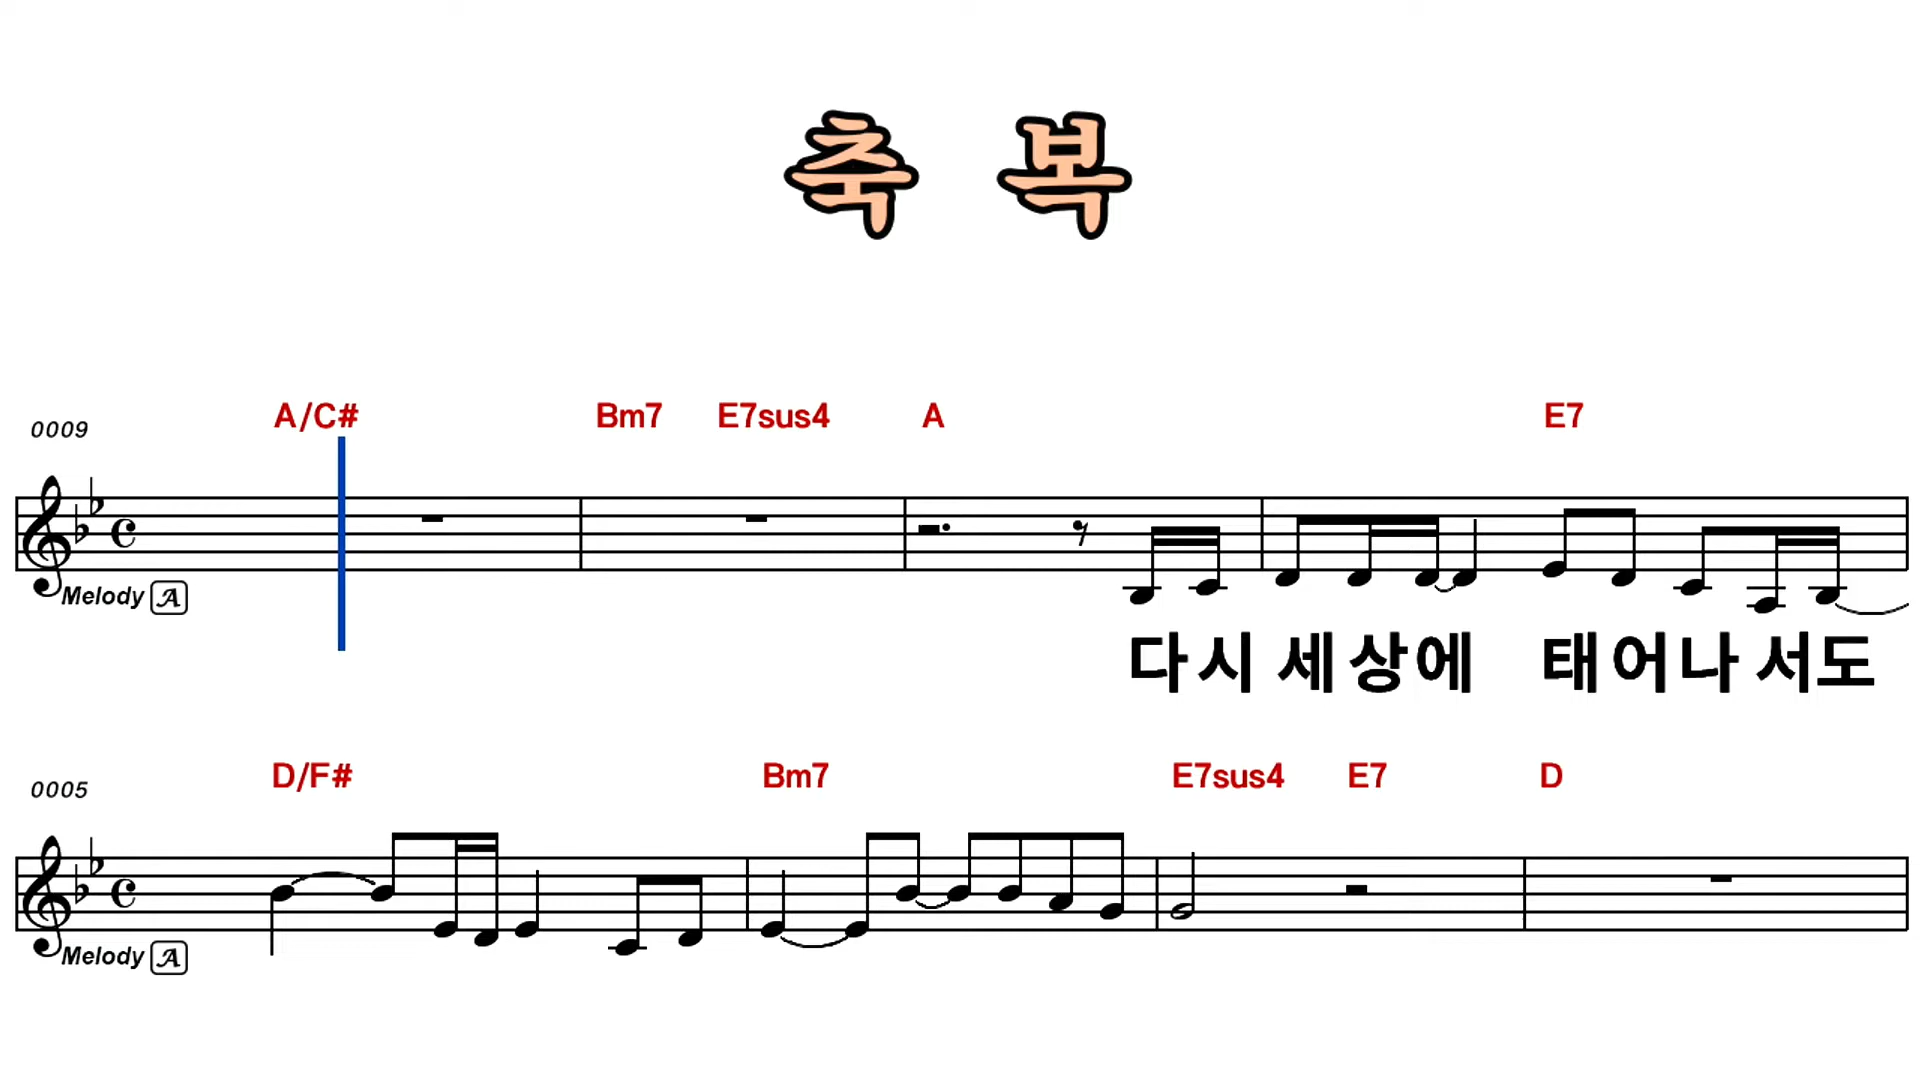 축 복
A/C# Bm7 E7sus4 A E7
0009
Melody A
다시 세상에 태어나 서도
D/F# Bm7 E7sus4 E7 D
0005
Melody A